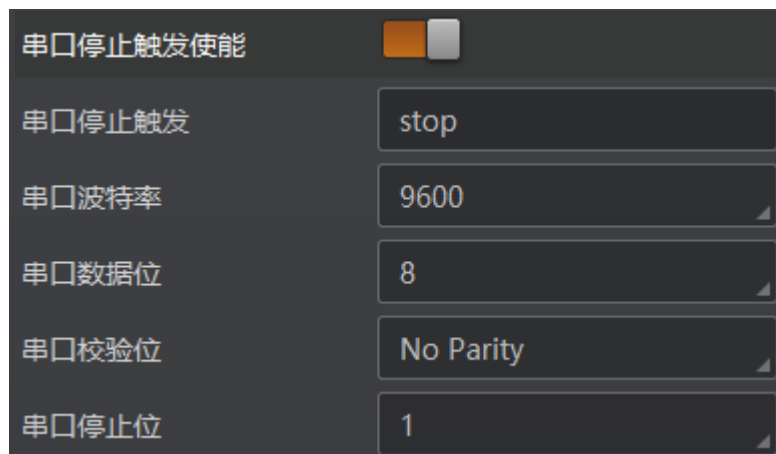 串口停止触发使能
串口停止触发 stop
串口波特率 9600
串口数据位 8
串口校验位 No Parity
串口停止位 1